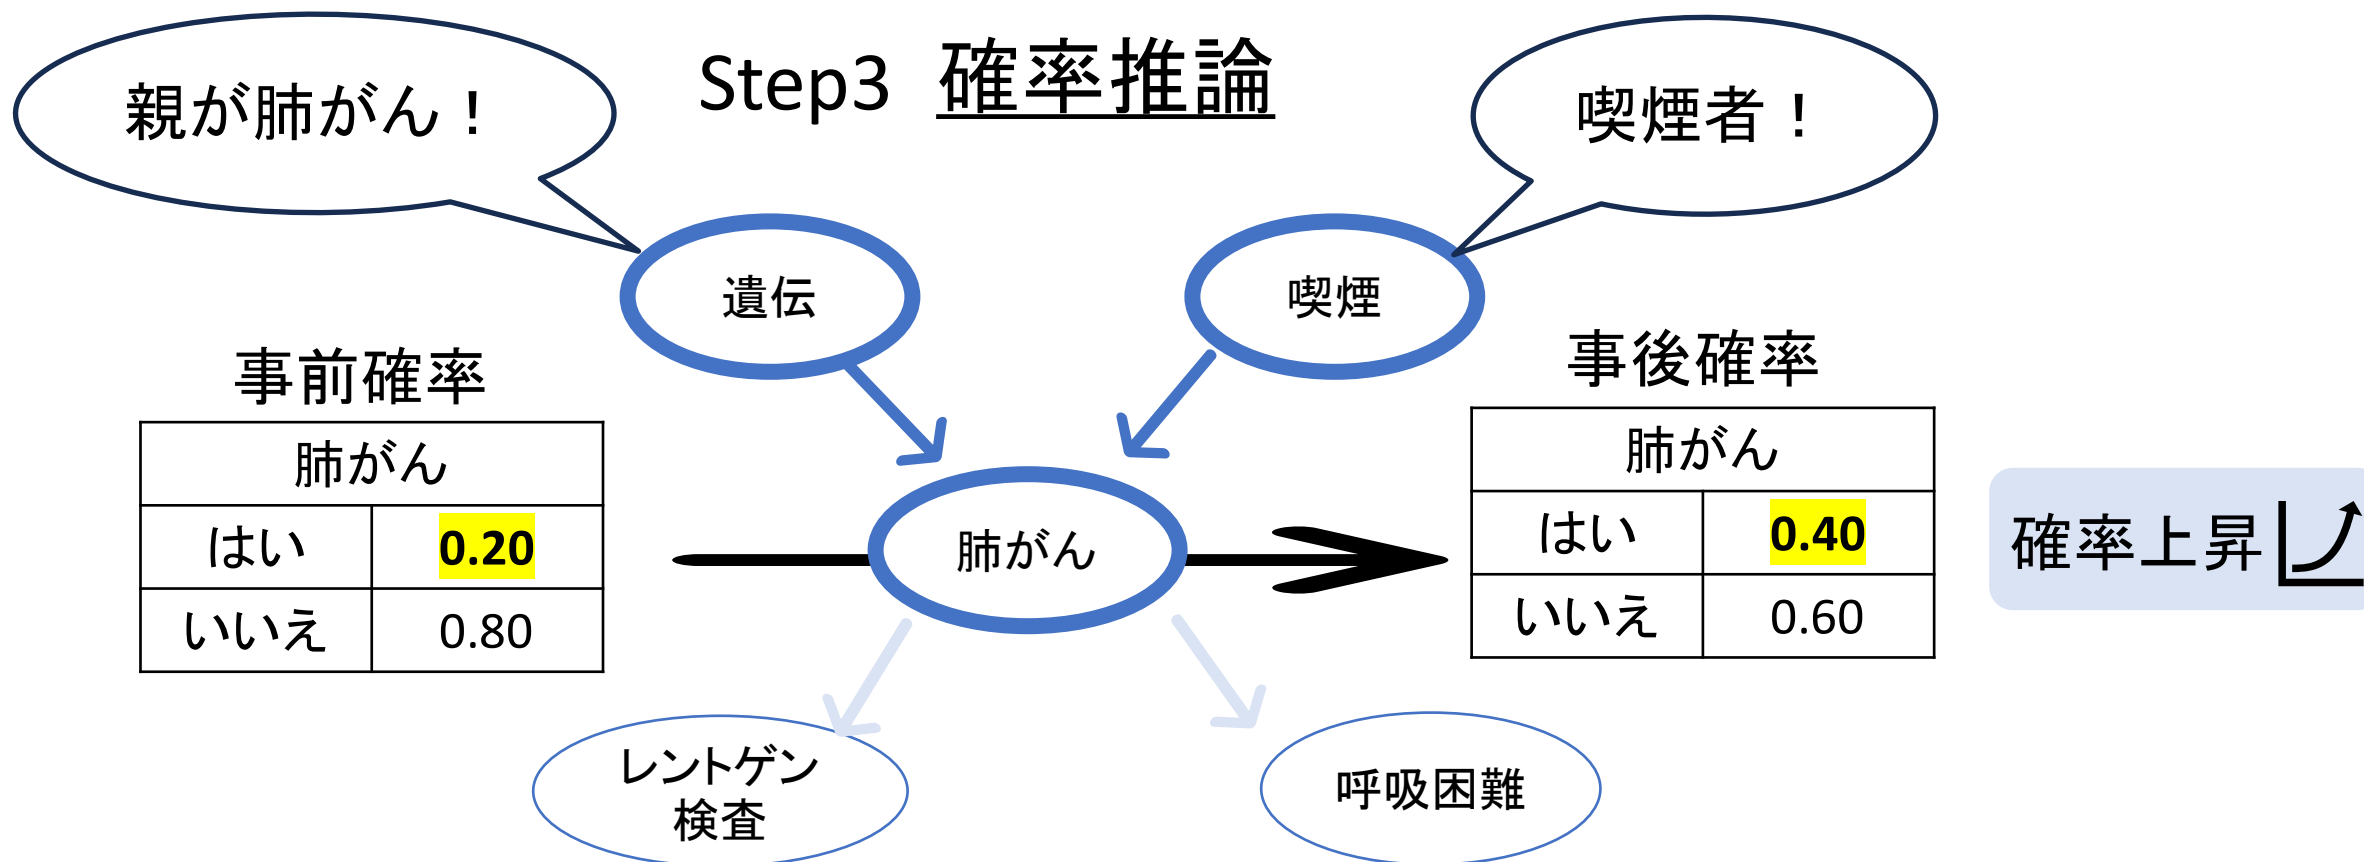 Step3 確率推論
親が肺がん！
喫煙者！
遺伝
喫煙
事前確率
肺がん
はい 0.20
いいえ 0.80
肺がん
事後確率
肺がん
はい 0.40
いいえ 0.60
確率上昇
レントゲン
検査
呼吸困難